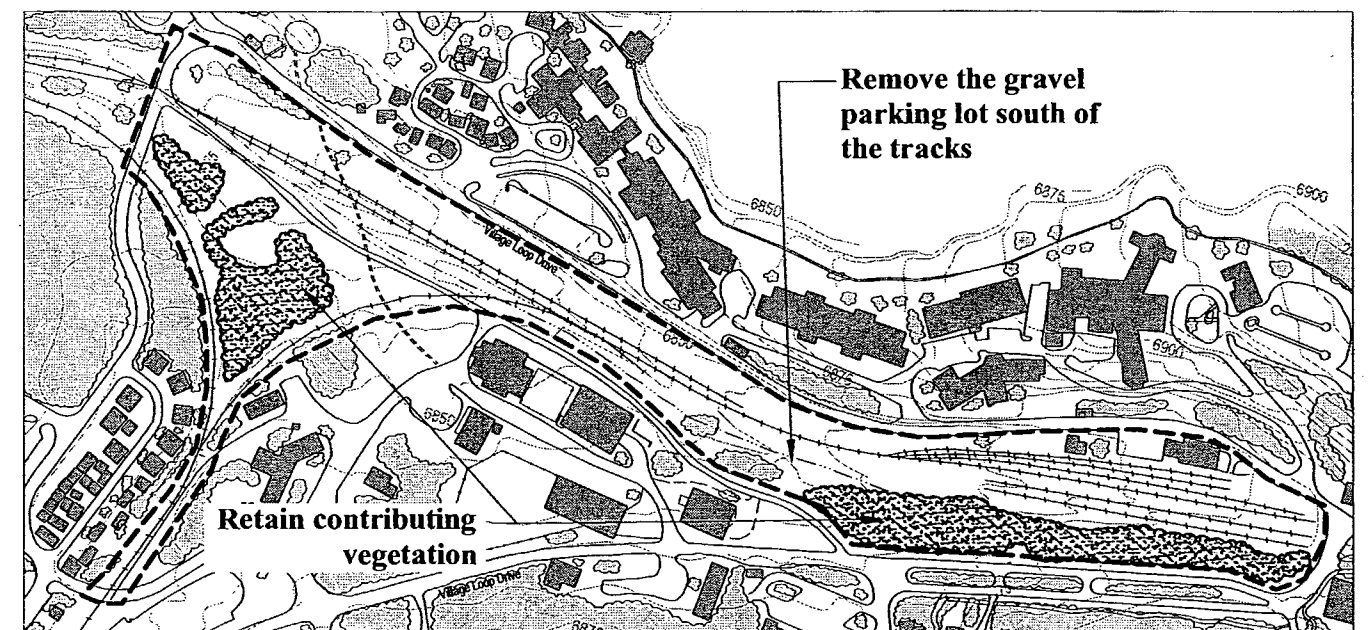 Remove the gravel
parking lot south of
the tracks
6875
6900
6850
Village Loop Drive
6850
6875
6900
6850
Retain contributing
vegetation
Village Loop Drive
6875